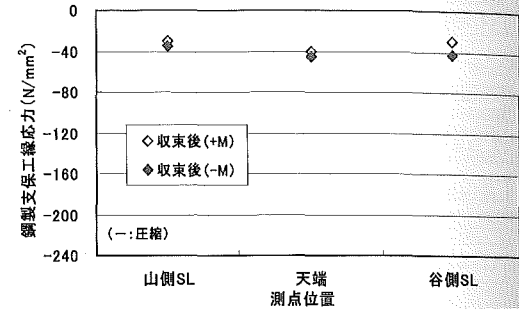 鋼製支保工縁応力(N/mm²)
0
-40
-80
-120
-160
-200
-240
◇収束後(+M)
◆収束後(-M)
(-:圧縮)
山側SL 天端 谷側SL
測点位置